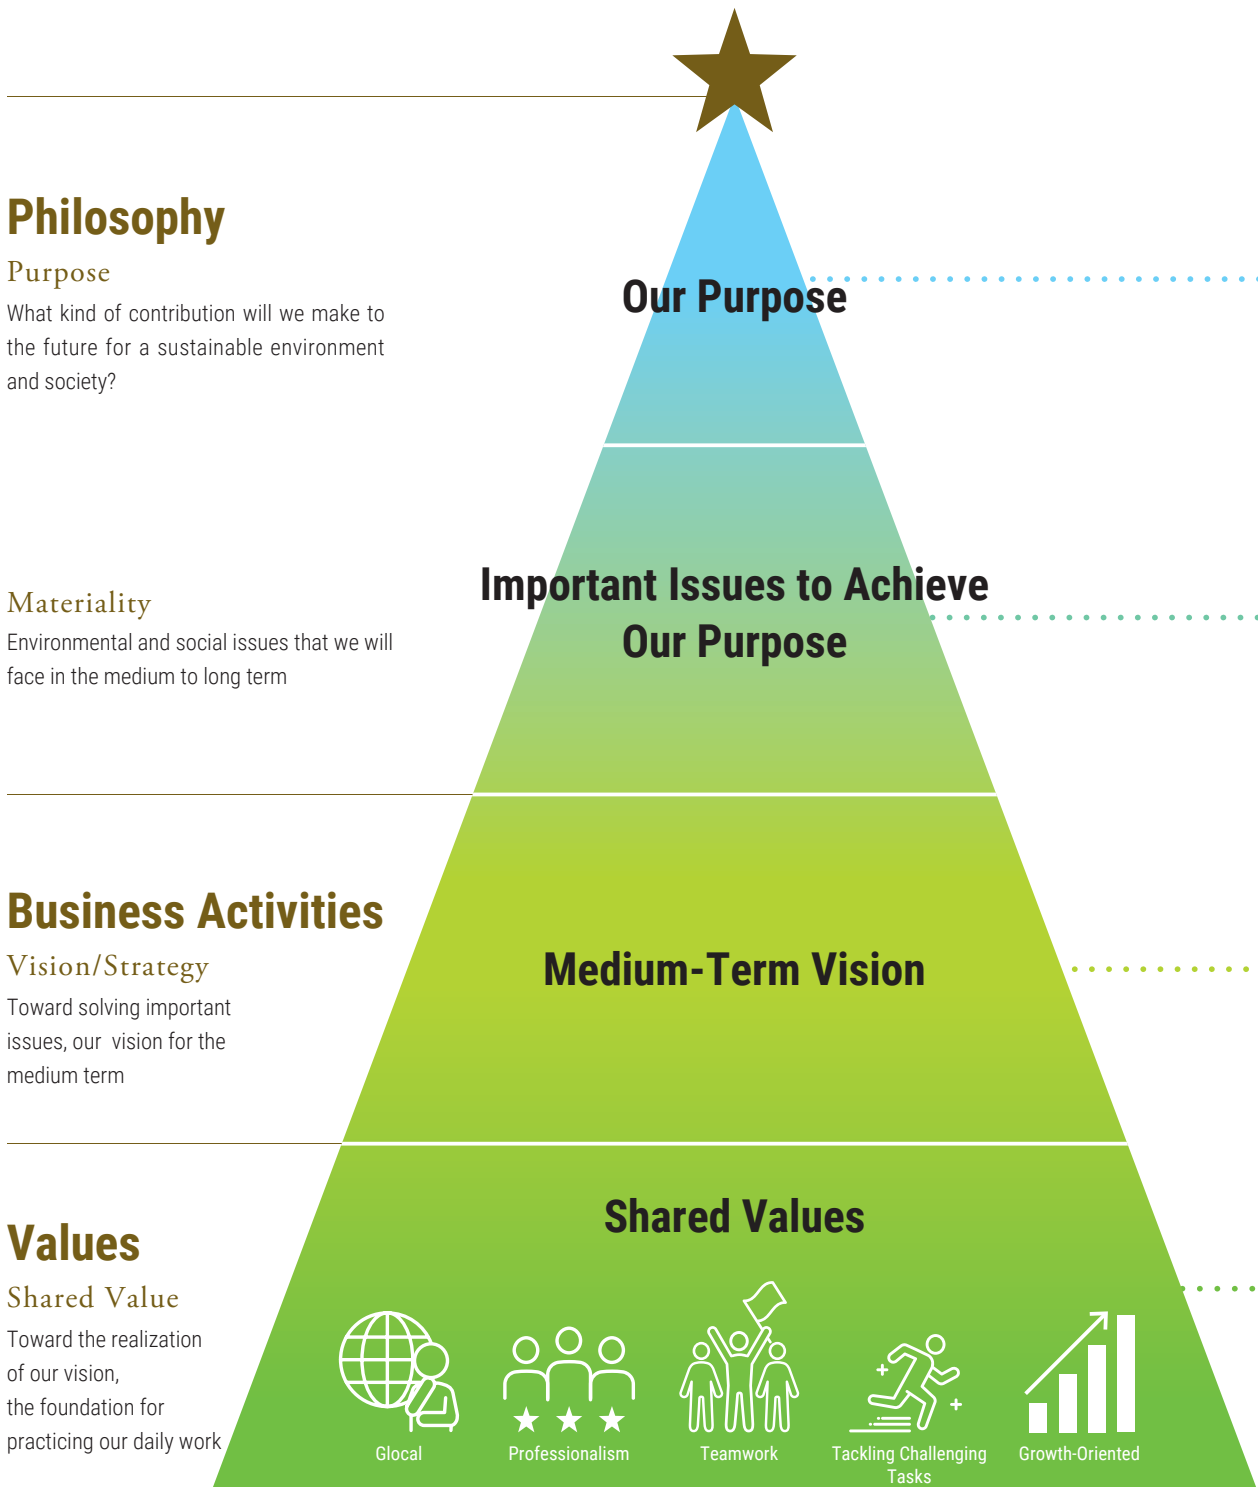 Philosophy
Purpose
What kind of contribution will we make to
the future for a sustainable environment
and society?
Our Purpose
Materiality
Environmental and social issues that we will
face in the medium to long term
Important Issues to Achieve
Our Purpose
Business Activities
Vision/Strategy
Toward solving important
issues, our vision for the
medium term
Medium-Term Vision
Values
Shared Value
Toward the realization
of our vision,
the foundation for
practicing our daily work
Shared Values
Glocal
Professionalism
Teamwork
Tackling Challenging
Tasks
Growth-Oriented